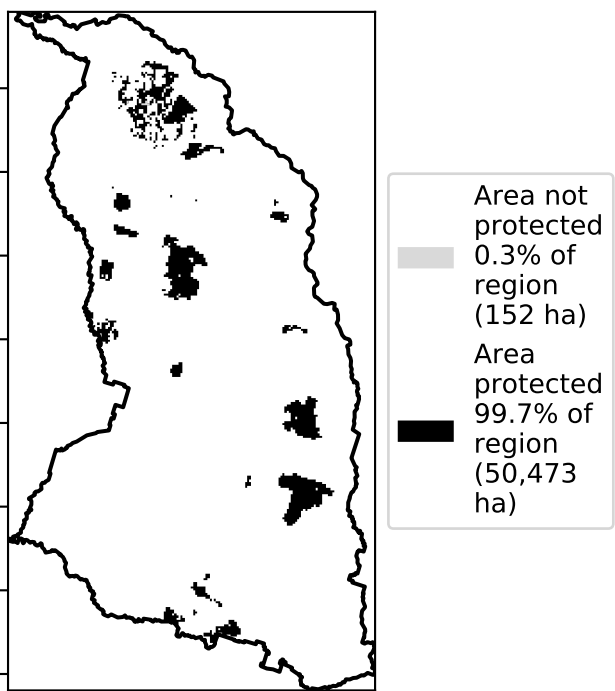 Area not
protected
0.3% of
region
(152 ha)
Area
protected
99.7% of
region
(50,473
ha)